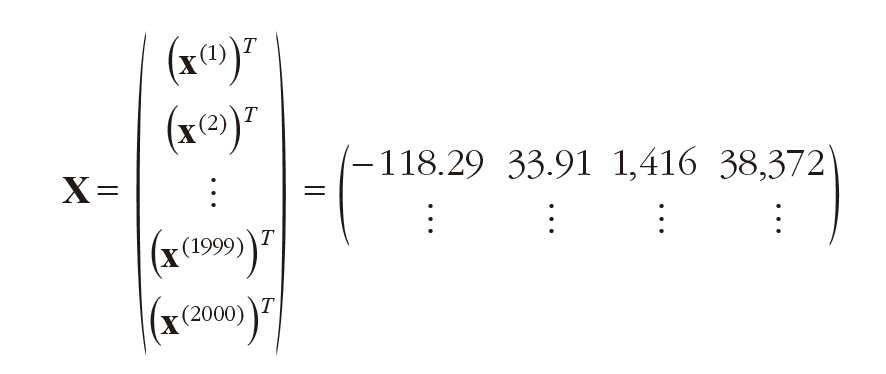 (x⁽¹⁾)ᵀ
(x⁽²⁾)ᵀ
X = ⋮ = (−118.29 33.91 1,416 38,372)
⋮ ⋮ ⋮ ⋮
(x⁽¹⁹⁹⁹⁾)ᵀ
(x⁽²⁰⁰⁰⁾)ᵀ